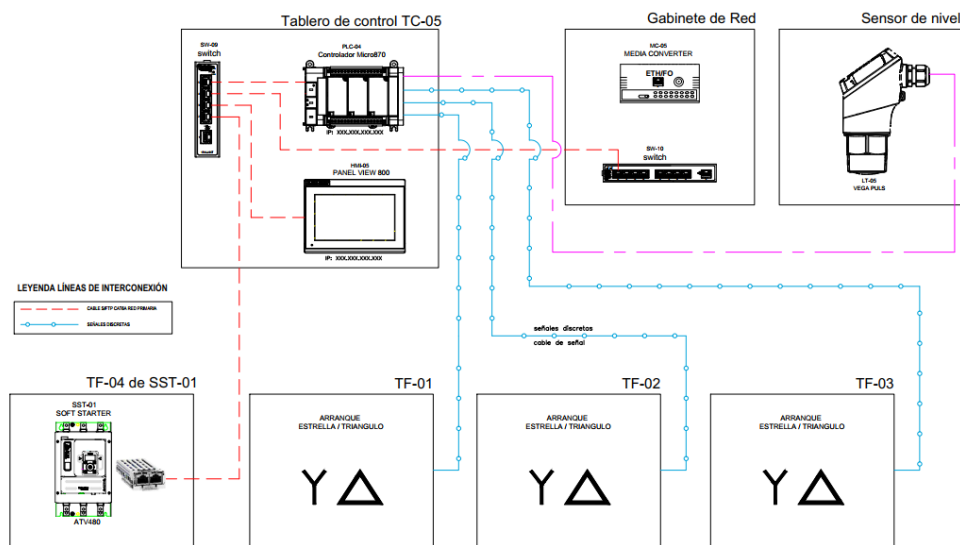 Tablero de control TC-05
SW-09
switch
PLC-04
Controlador Micro870
IP: XXX.XXX.XXX.XXX
HMI-05
PANEL VIEW 800
IP: XXX.XXX.XXX.XXX
Gabinete de Red
MC-05
MEDIA CONVERTER
ETH/FO
SW-10
switch
Sensor de nivel
LT-05
VEGA PULS
LEYENDA LÍNEAS DE INTERCONEXIÓN
CABLE S/FTP CAT6A RED PRIMARIA
SEÑALES DISCRETAS
señales discretas
cable de señal
TF-04 de SST-01
SST-01
SOFT STARTER
ATV480
TF-01
ARRANQUE
ESTRELLA / TRIANGULO
TF-02
ARRANQUE
ESTRELLA / TRIANGULO
TF-03
ARRANQUE
ESTRELLA / TRIANGULO